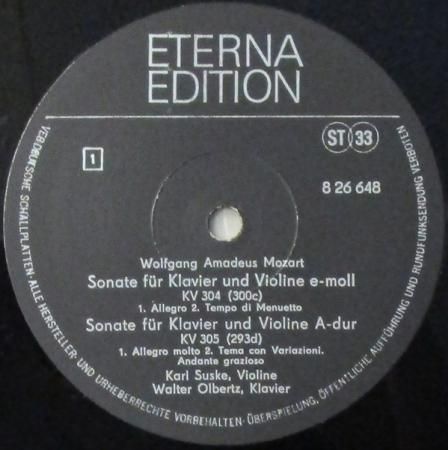 ETERNA
EDITION
ST 33
1
8 26 648
Wolfgang Amadeus Mozart
Sonate für Klavier und Violine e-moll
KV 304 (300c)
1. Allegro 2. Tempo di Menuetto
Sonate für Klavier und Violine A-dur
KV 305 (293d)
1. Allegro molto 2. Tema con Variazioni.
Andante grazioso
Karl Suske, Violine
Walter Olbertz, Klavier
VEB DEUTSCHE SCHALLPLATTEN · ALLE HERSTELLER- UND URHEBERRECHTE VORBEHALTEN · ÜBERSPIELUNG, ÖFFENTLICHE AUFFÜHRUNG UND RUNDFUNKSENDUNG VERBOTEN